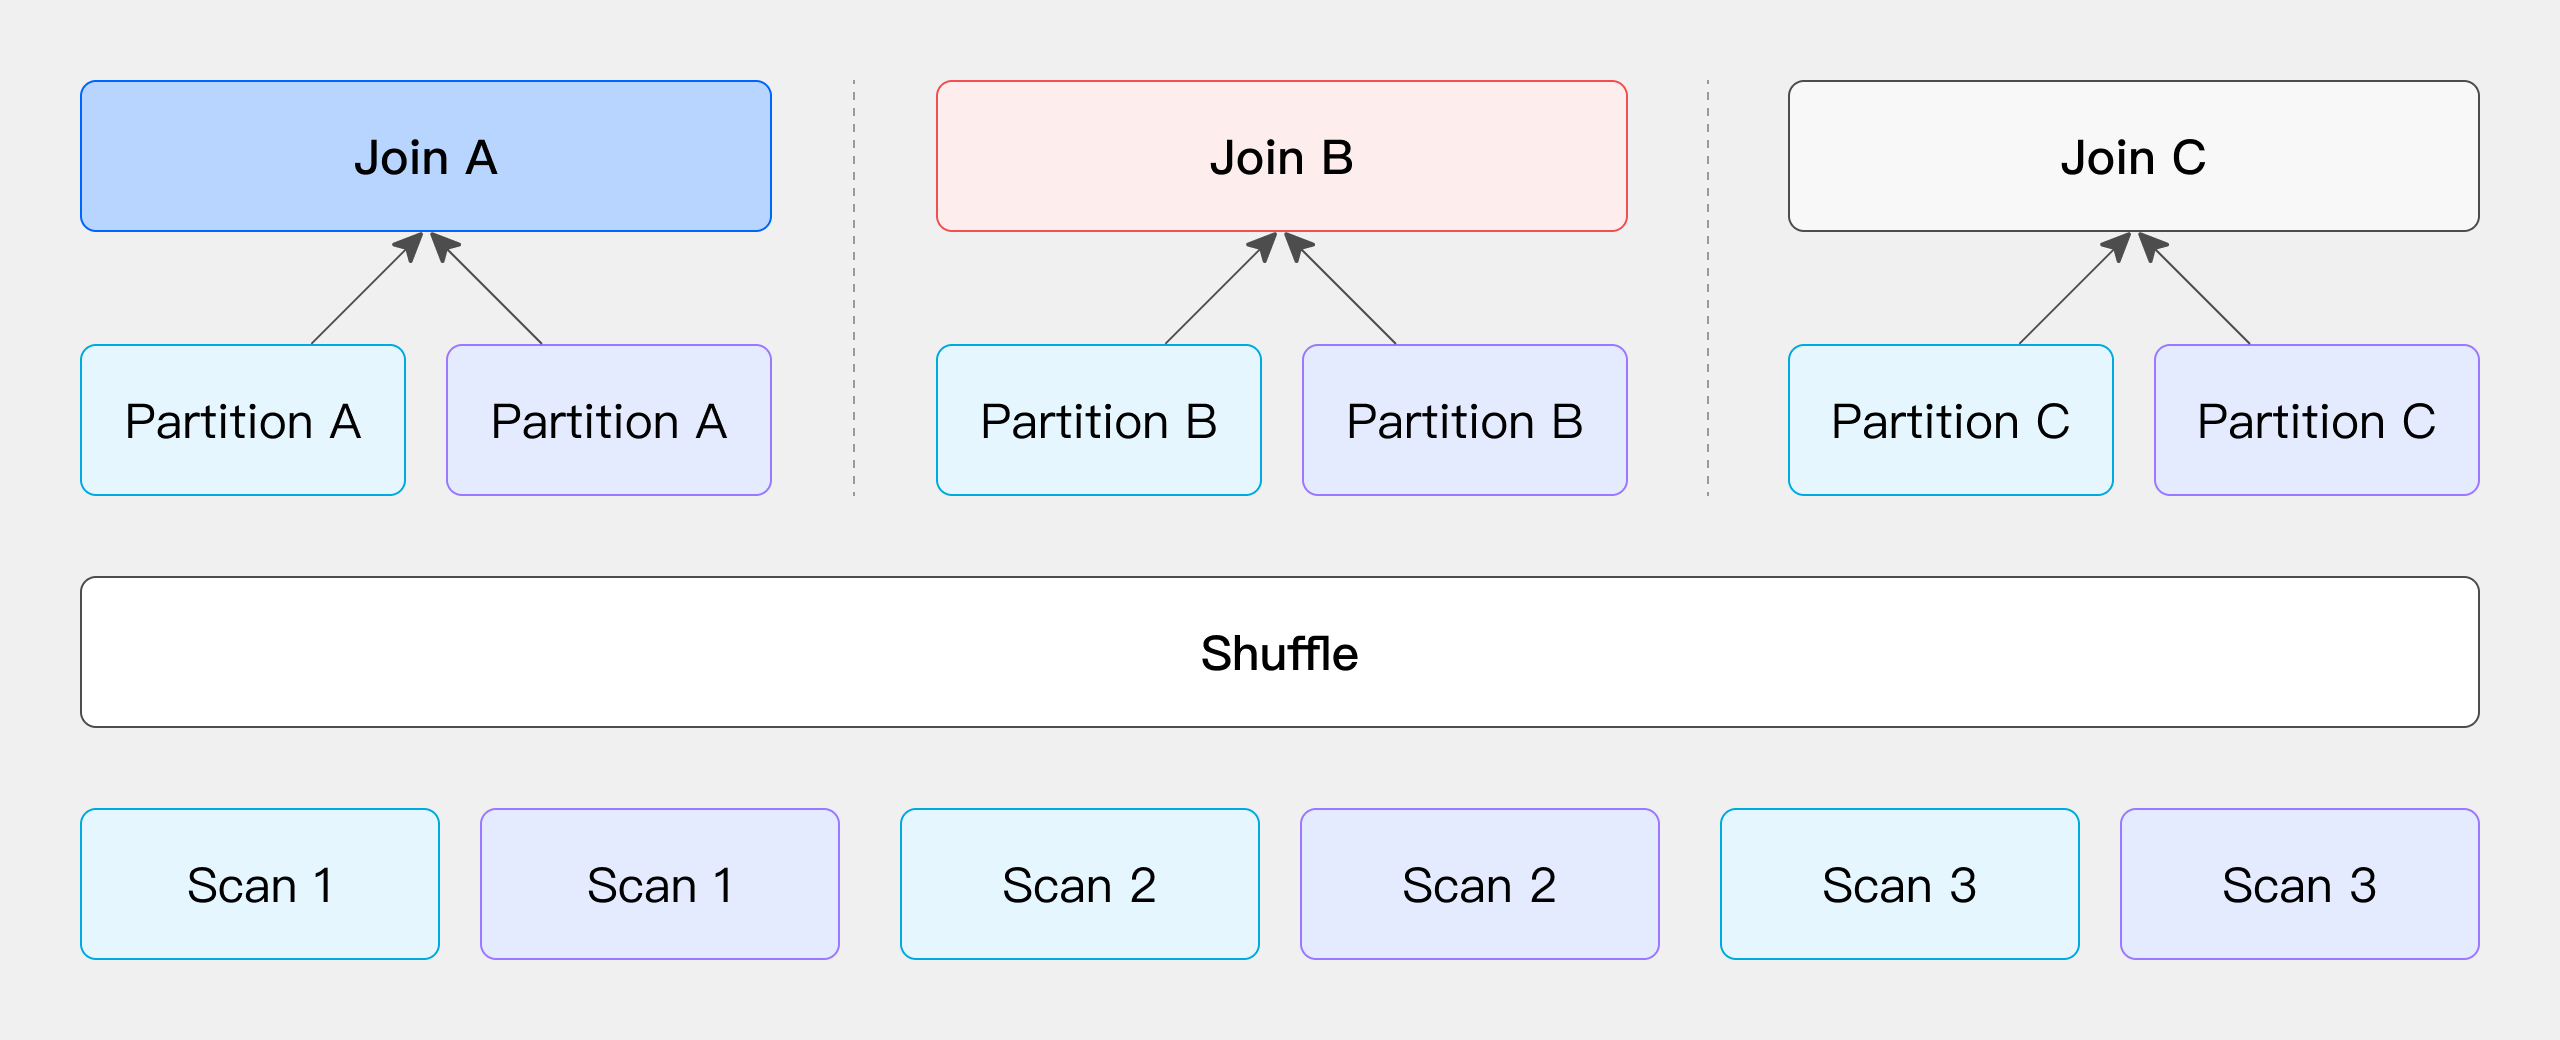 Join A
Join B
Join C
Partition A
Partition A
Partition B
Partition B
Partition C
Partition C
Shuffle
Scan 1
Scan 1
Scan 2
Scan 2
Scan 3
Scan 3